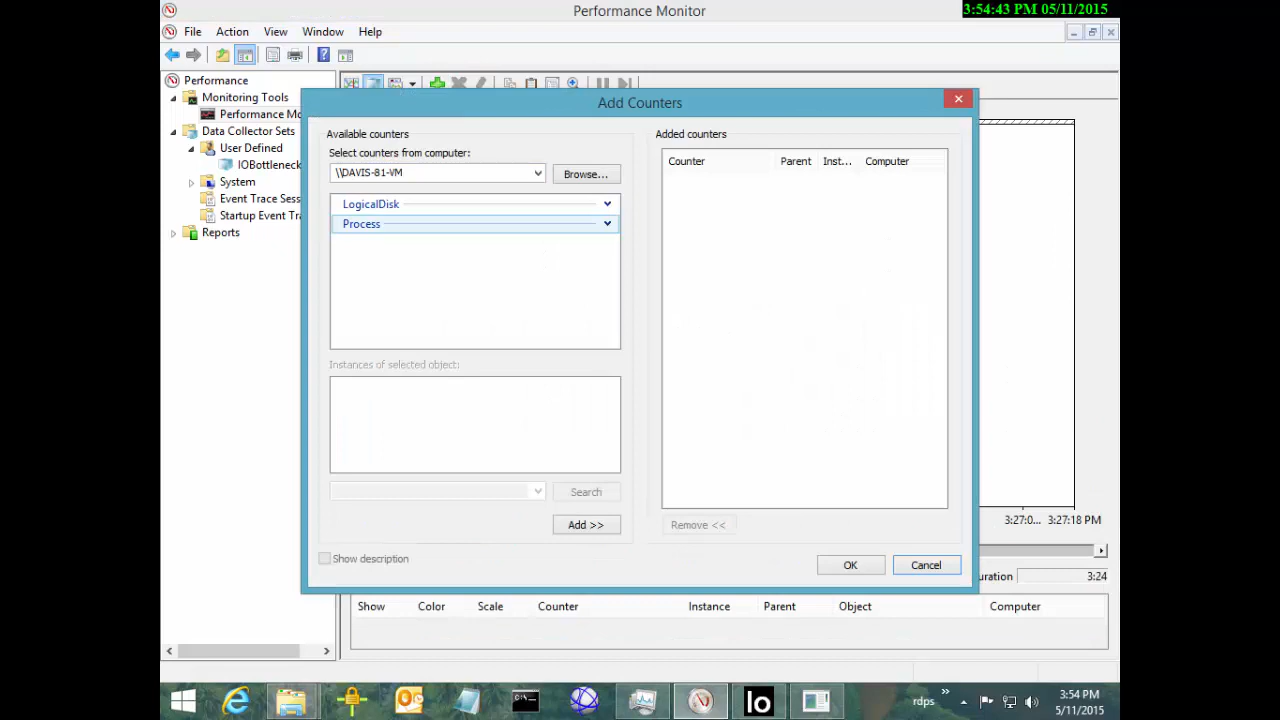 Performance Monitor
3:54:43 PM 05/11/2015
File Action View Window Help
Performance
Monitoring Tools
Performance Mo
Data Collector Sets
User Defined
IOBottleneck
System
Event Trace Sess
Startup Event Tra
Reports
Add Counters
Available counters
Select counters from computer:
\\DAVIS-81-VM
Browse...
LogicalDisk
Process
Instances of selected object:
Search
Add >>
Show description
Added counters
Counter Parent Inst... Computer
Remove <<
OK Cancel
3:27:0... 3:27:18 PM
uration 3:24
Show Color Scale Counter Instance Parent Object Computer
Io
rdps
3:54 PM
5/11/2015